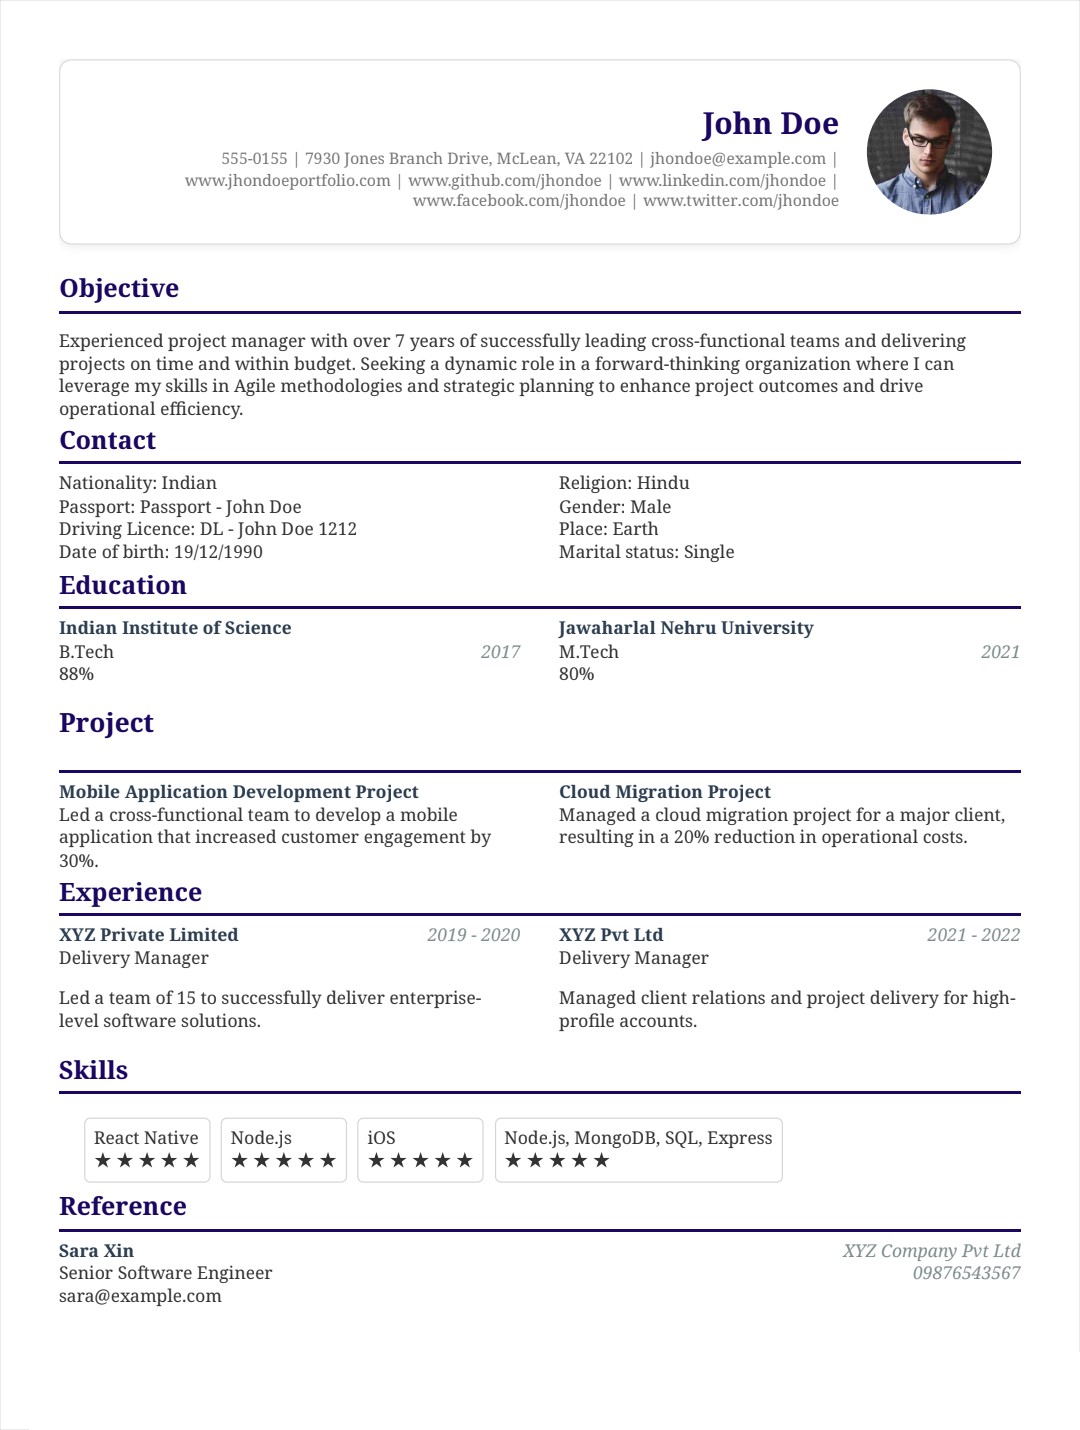 John Doe
555-0155 | 7930 Jones Branch Drive, McLean, VA 22102 | jhondoe@example.com |
www.jhondoeportfolio.com | www.github.com/jhondoe | www.linkedin.com/jhondoe |
www.facebook.com/jhondoe | www.twitter.com/jhondoe
Objective
Experienced project manager with over 7 years of successfully leading cross-functional teams and delivering
projects on time and within budget. Seeking a dynamic role in a forward-thinking organization where I can
leverage my skills in Agile methodologies and strategic planning to enhance project outcomes and drive
operational efficiency.
Contact
Nationality: Indian
Passport: Passport - John Doe
Driving Licence: DL - John Doe 1212
Date of birth: 19/12/1990
Religion: Hindu
Gender: Male
Place: Earth
Marital status: Single
Education
Indian Institute of Science
B.Tech 2017
88%
Jawaharlal Nehru University
M.Tech 2021
80%
Project
Mobile Application Development Project
Led a cross-functional team to develop a mobile
application that increased customer engagement by
30%.
Cloud Migration Project
Managed a cloud migration project for a major client,
resulting in a 20% reduction in operational costs.
Experience
XYZ Private Limited 2019 - 2020
Delivery Manager
Led a team of 15 to successfully deliver enterprise-
level software solutions.
XYZ Pvt Ltd 2021 - 2022
Delivery Manager
Managed client relations and project delivery for high-
profile accounts.
Skills
React Native
★★★★★
Node.js
★★★★★
iOS
★★★★★
Node.js, MongoDB, SQL, Express
★★★★★
Reference
Sara Xin
Senior Software Engineer
sara@example.com
XYZ Company Pvt Ltd
09876543567